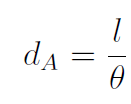 d_A = \frac{l}{\theta}